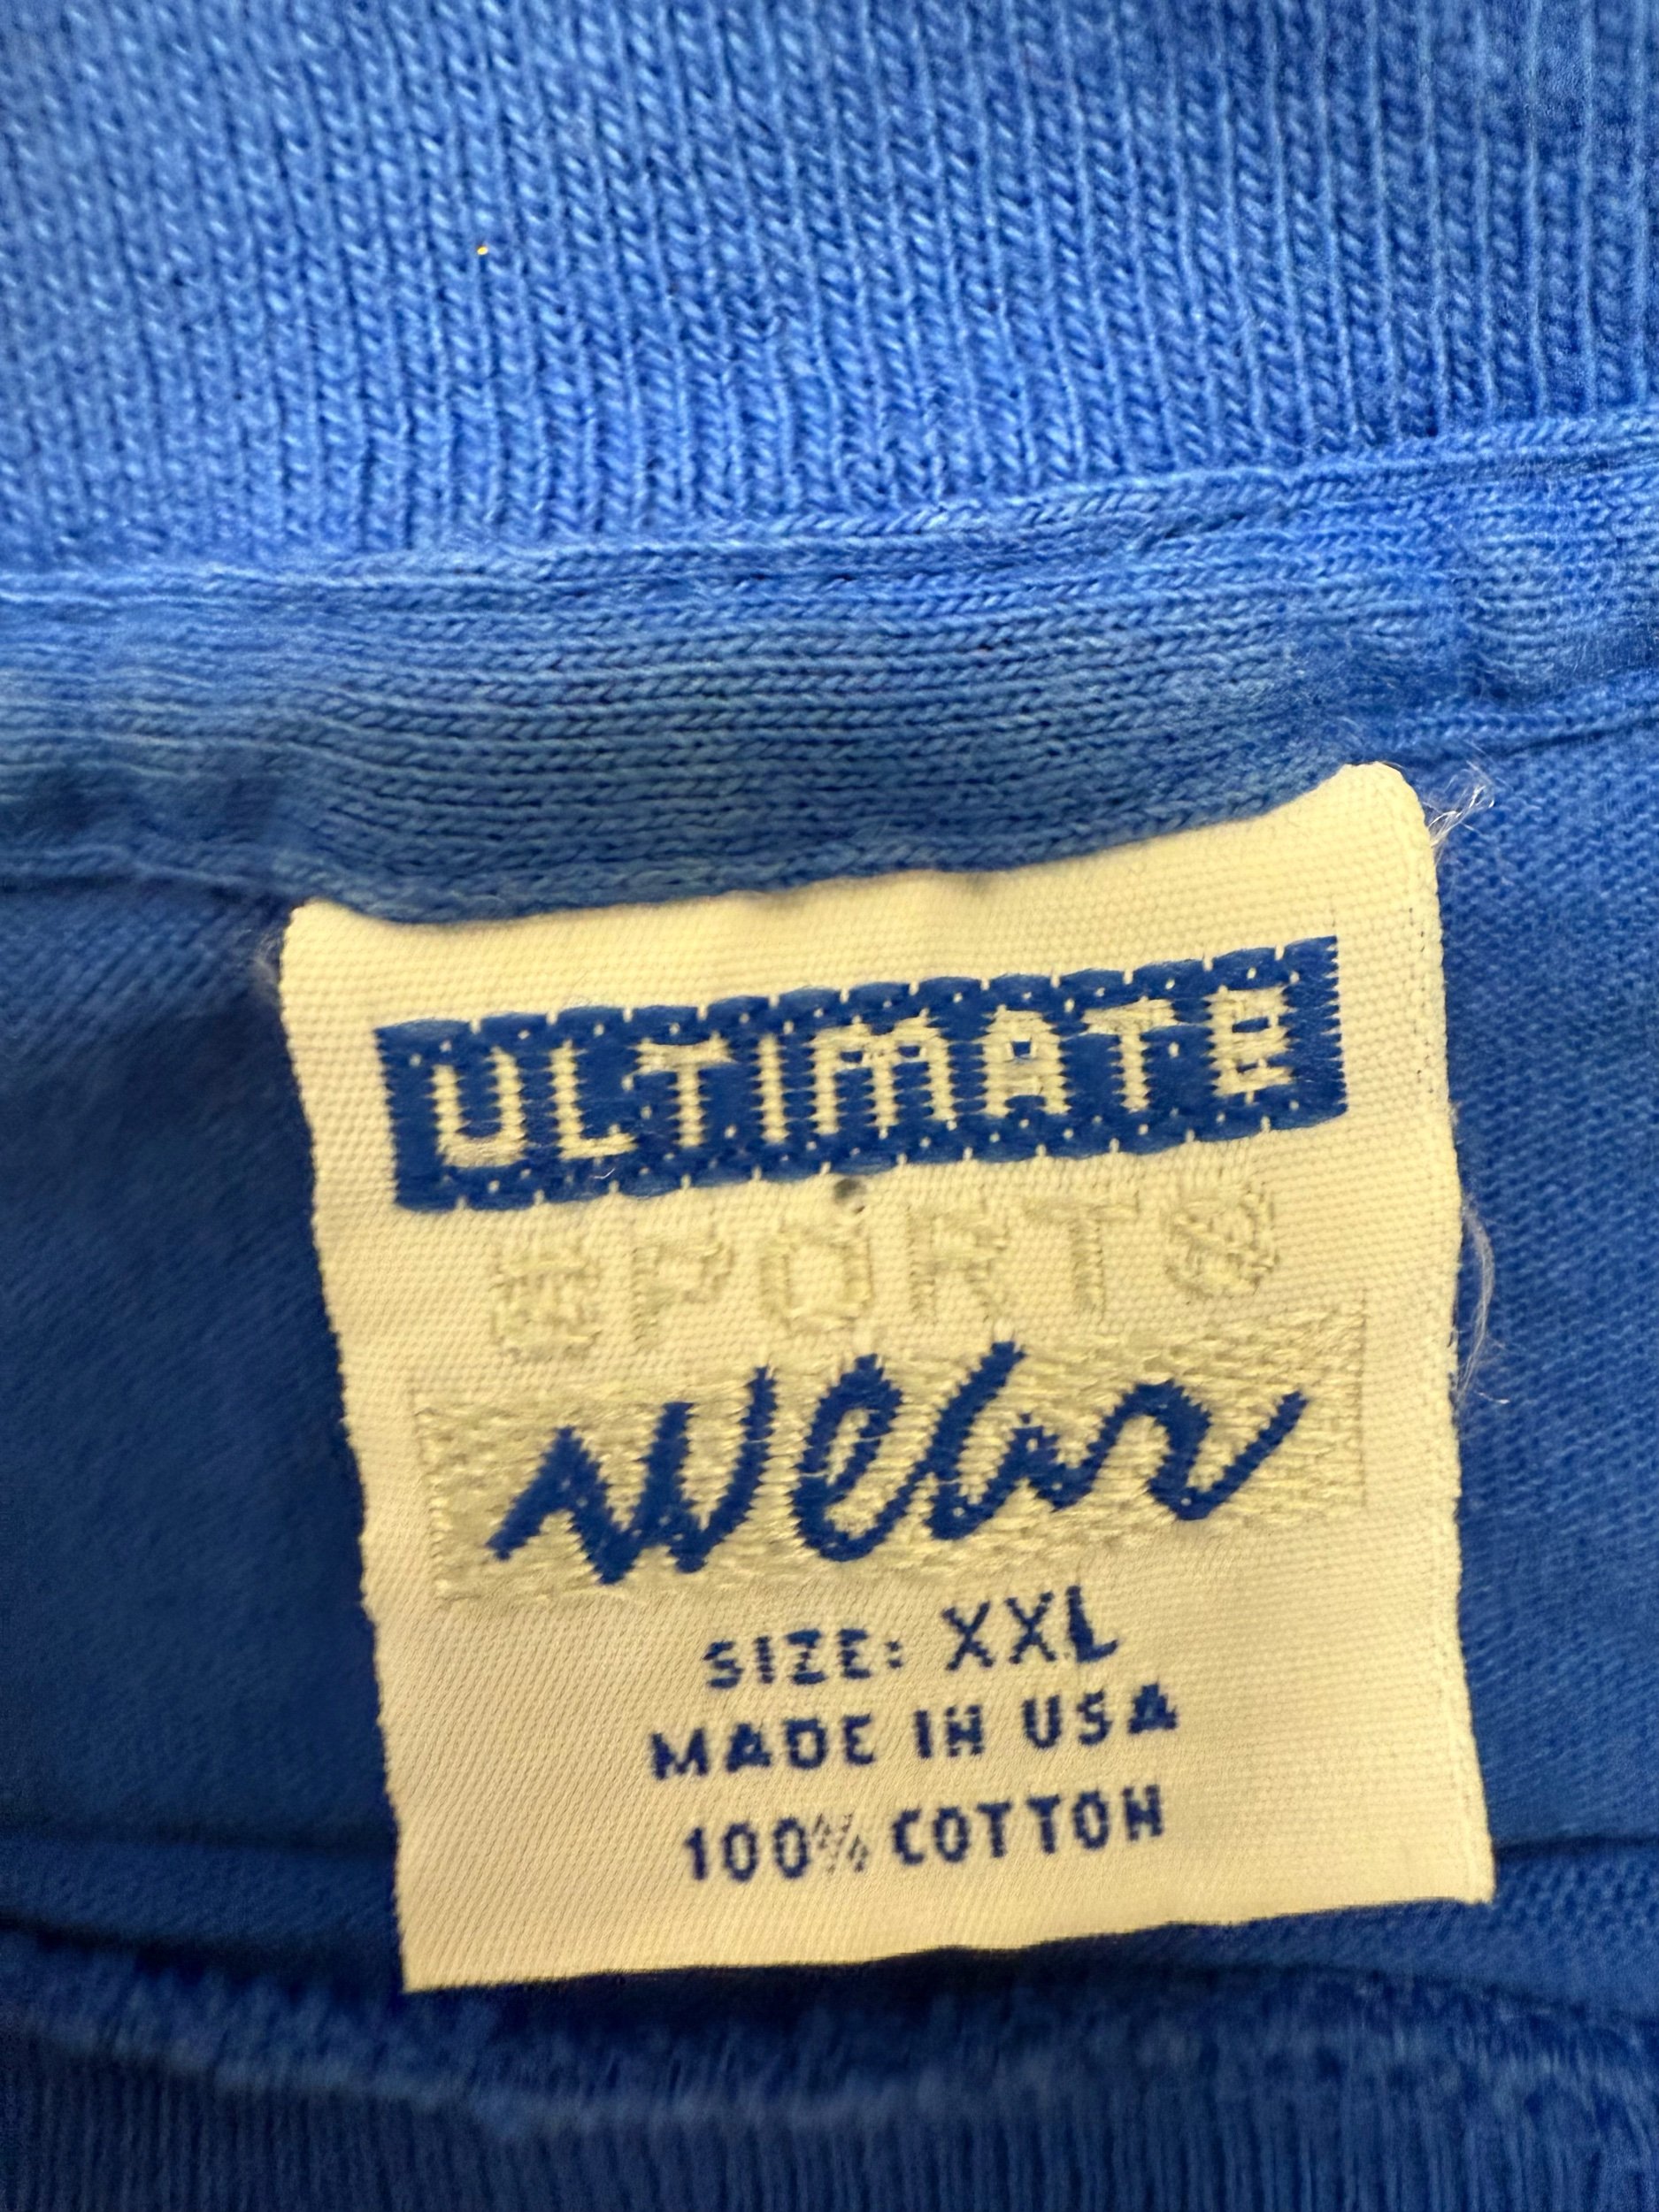 ULTIMATE
SPORTS
Wear
SIZE: XXL
MADE IN USA
100% COTTON